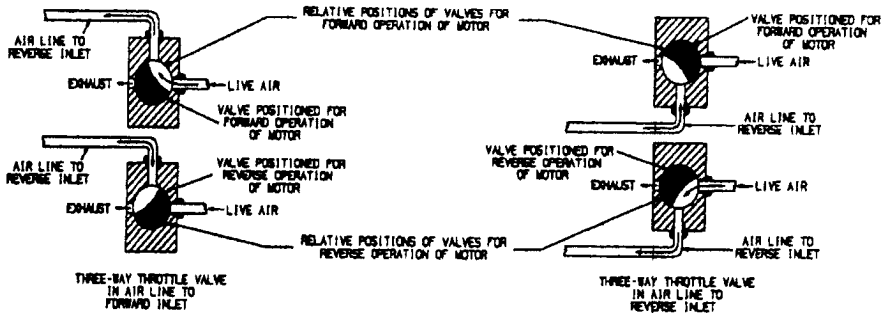 RELATIVE POSITIONS OF VALVES FOR
FORWARD OPERATION OF MOTOR
AIR LINE TO
REVERSE INLET
EXHAUST
LIVE AIR
VALVE POSITIONED FOR
FORWARD OPERATION
OF MOTOR
VALVE POSITIONED FOR
FORWARD OPERATION
OF MOTOR
EXHAUST
LIVE AIR
AIR LINE TO
REVERSE INLET
AIR LINE TO
REVERSE INLET
VALVE POSITIONED FOR
REVERSE OPERATION
OF MOTOR
EXHAUST
LIVE AIR
VALVE POSITIONED FOR
REVERSE OPERATION
OF MOTOR
EXHAUST
LIVE AIR
RELATIVE POSITIONS OF VALVES FOR
REVERSE OPERATION OF MOTOR
AIR LINE TO
REVERSE INLET
THREE-WAY THROTTLE VALVE
IN AIR LINE TO
FORWARD INLET
THREE-WAY THROTTLE VALVE
IN AIR LINE TO
REVERSE INLET